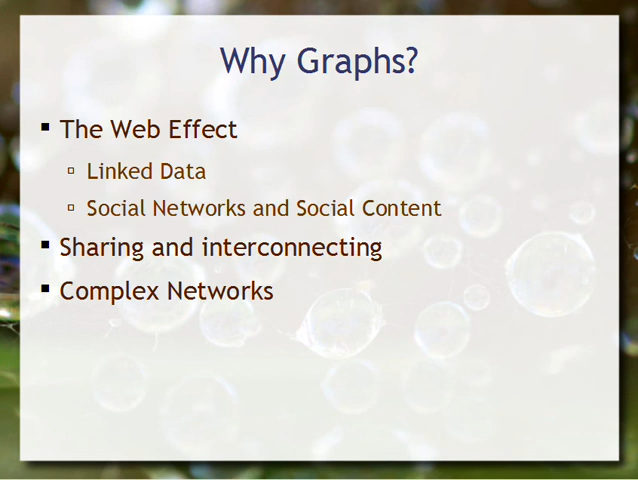 Why Graphs?
The Web Effect
Linked Data
Social Networks and Social Content
Sharing and interconnecting
Complex Networks